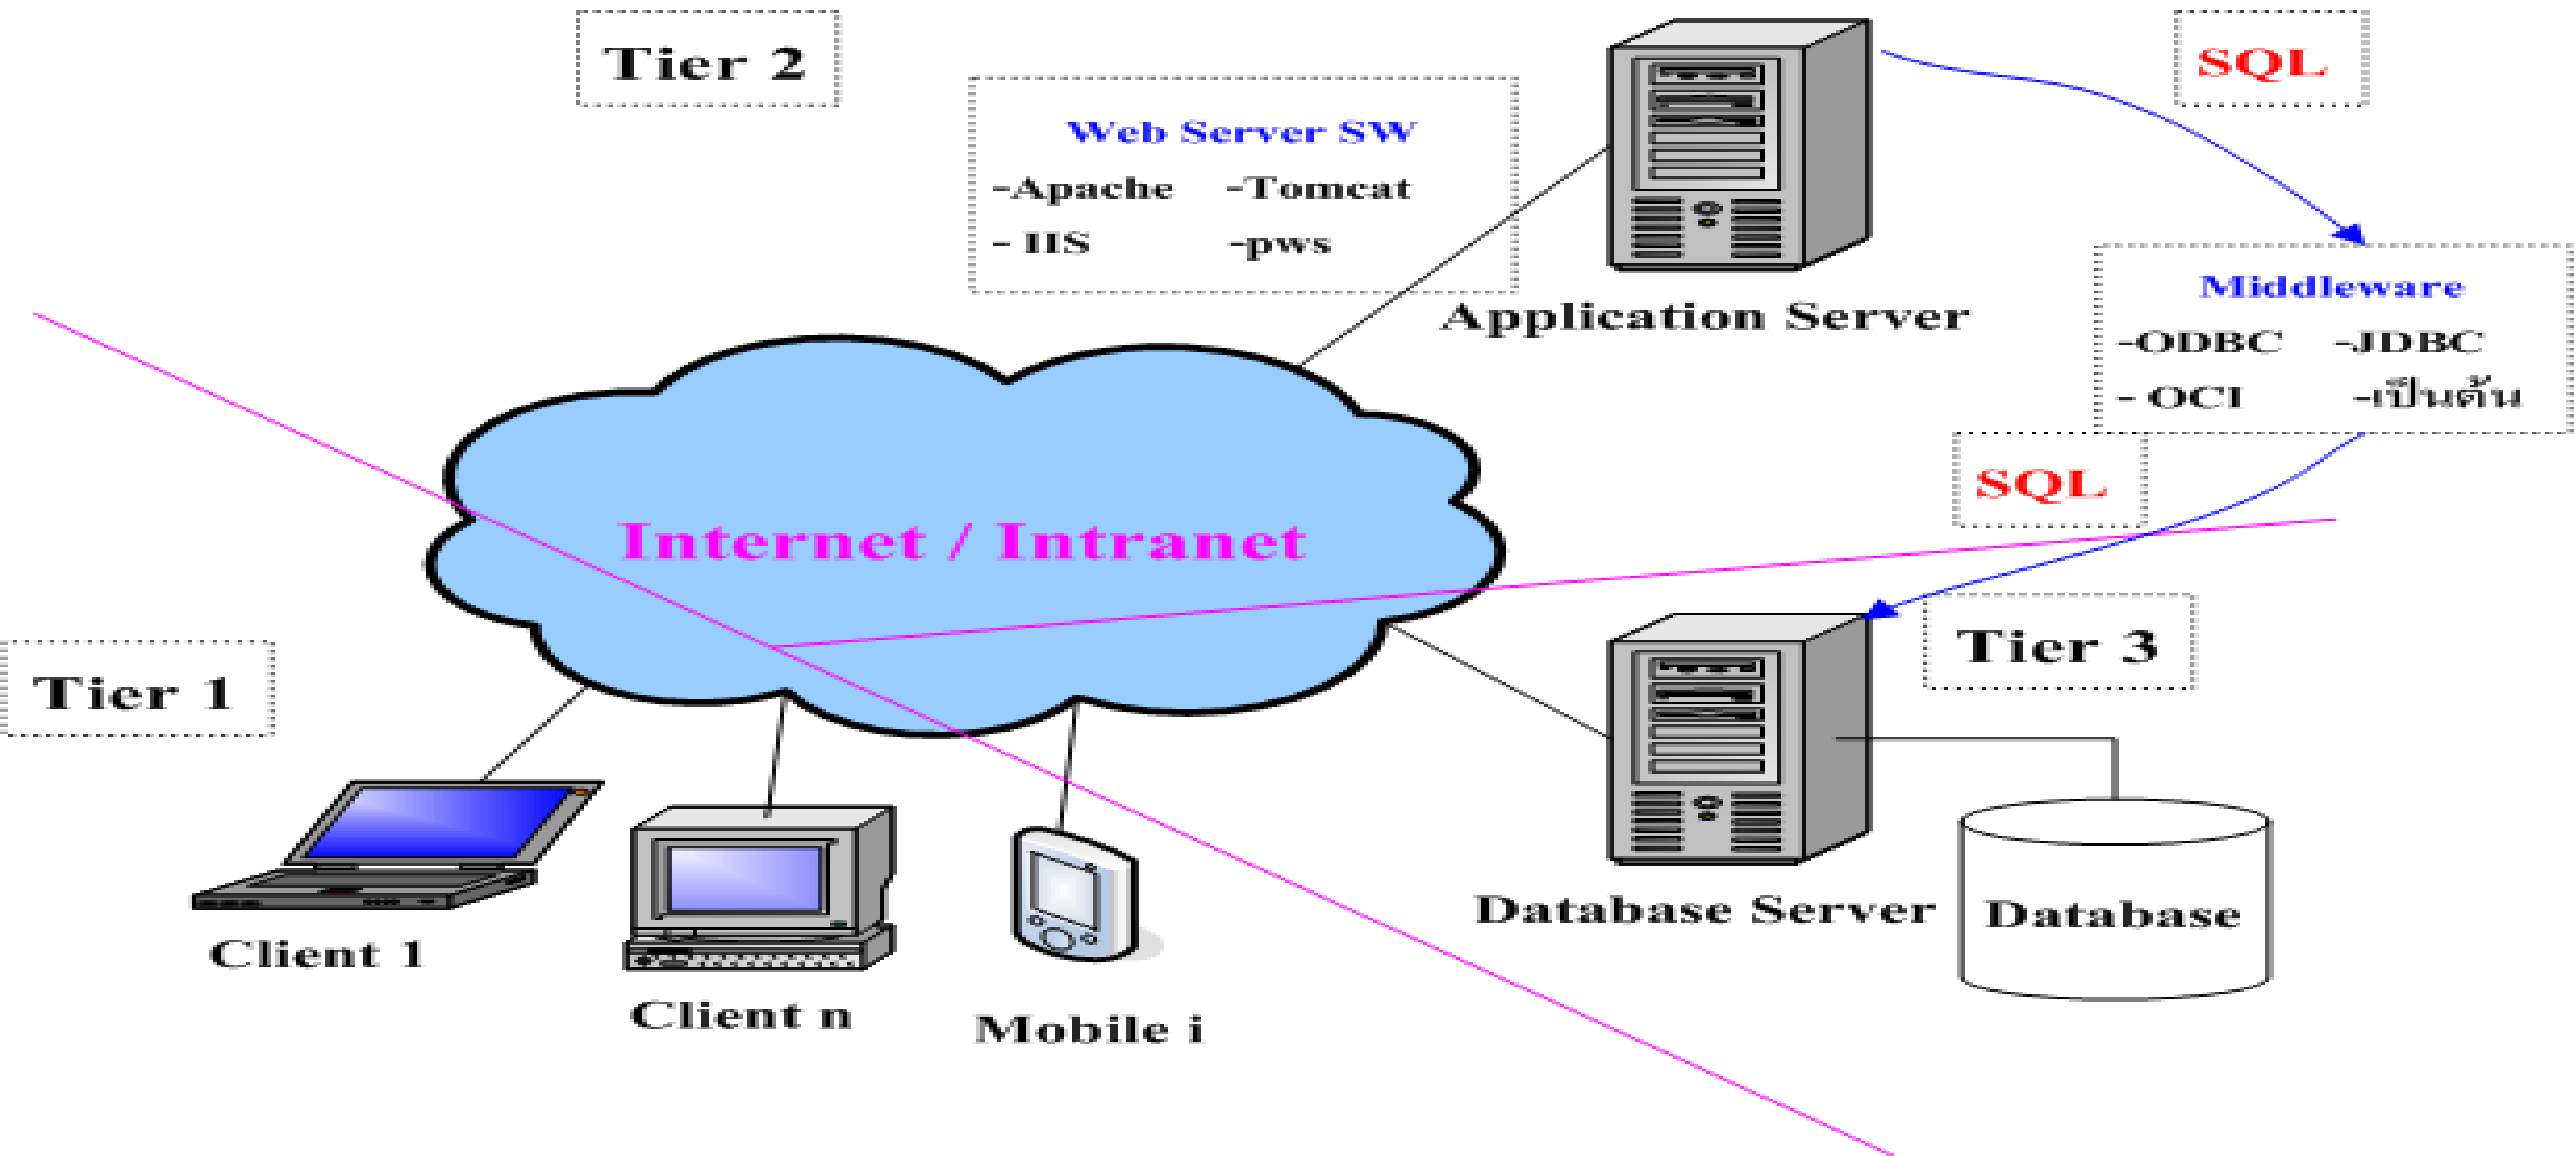 Tier 2
SQL
Web Server SW
-Apache -Tomcat
- IIS -pws
Application Server
Middleware
-ODBC -JDBC
- OCI -เป็นต้น
SQL
Internet / Intranet
Tier 3
Tier 1
Database Server
Database
Client 1
Client n
Mobile i